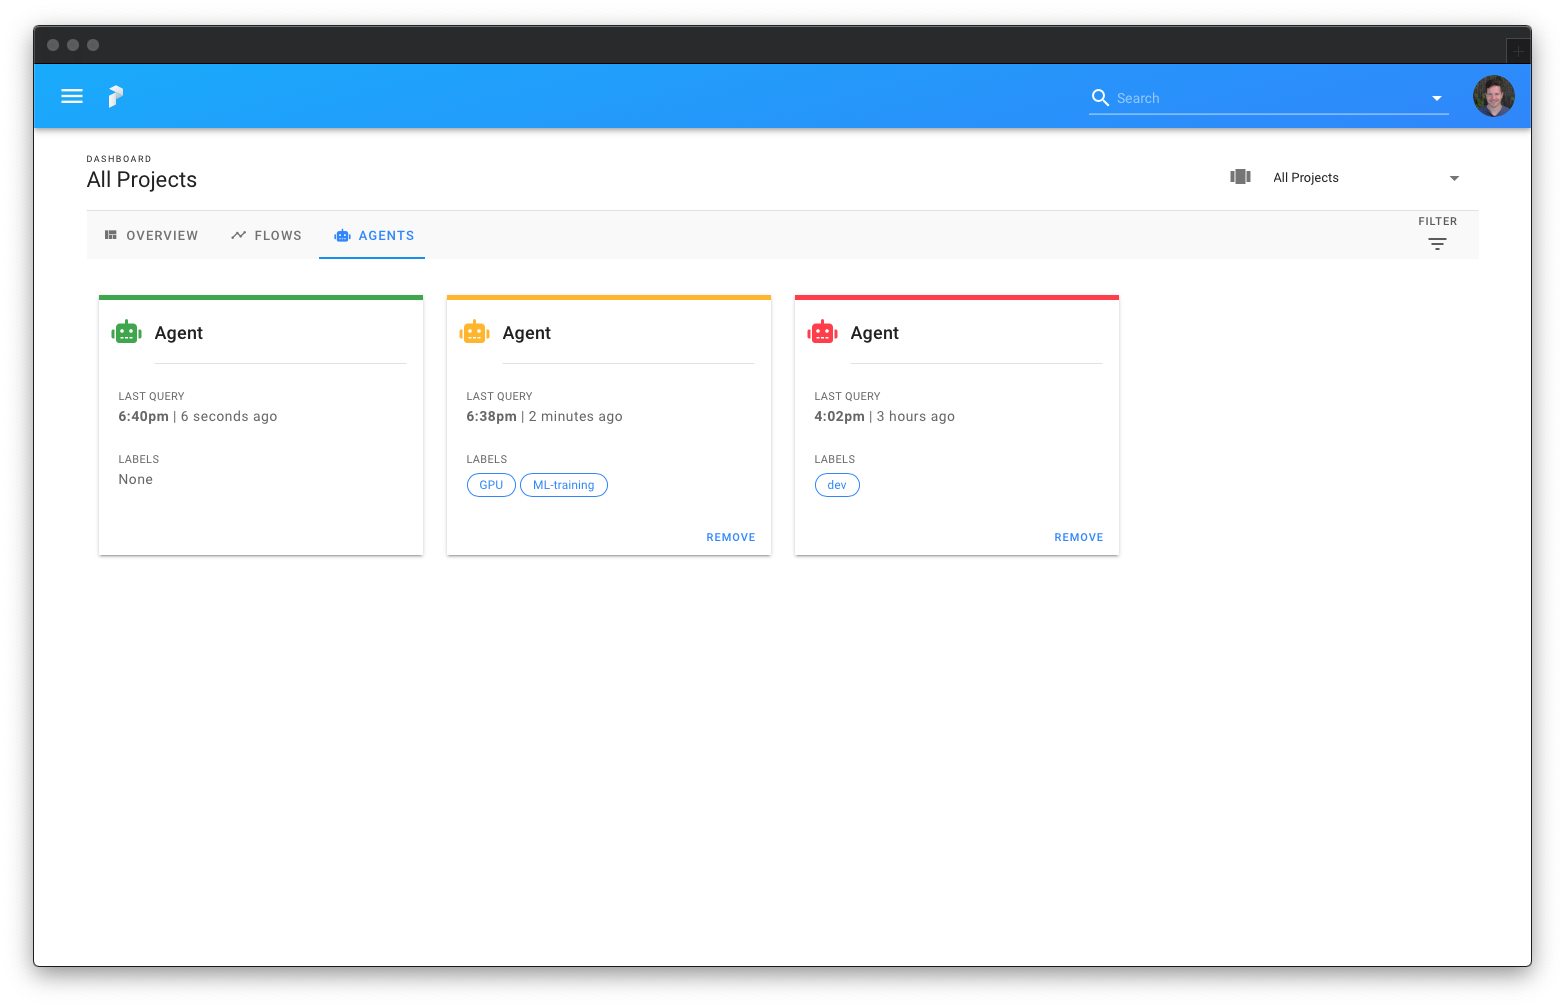 Search
DASHBOARD
All Projects
All Projects
OVERVIEW
FLOWS
AGENTS
FILTER
Agent
LAST QUERY
6:40pm | 6 seconds ago
LABELS
None
Agent
LAST QUERY
6:38pm | 2 minutes ago
LABELS
GPU
ML-training
REMOVE
Agent
LAST QUERY
4:02pm | 3 hours ago
LABELS
dev
REMOVE